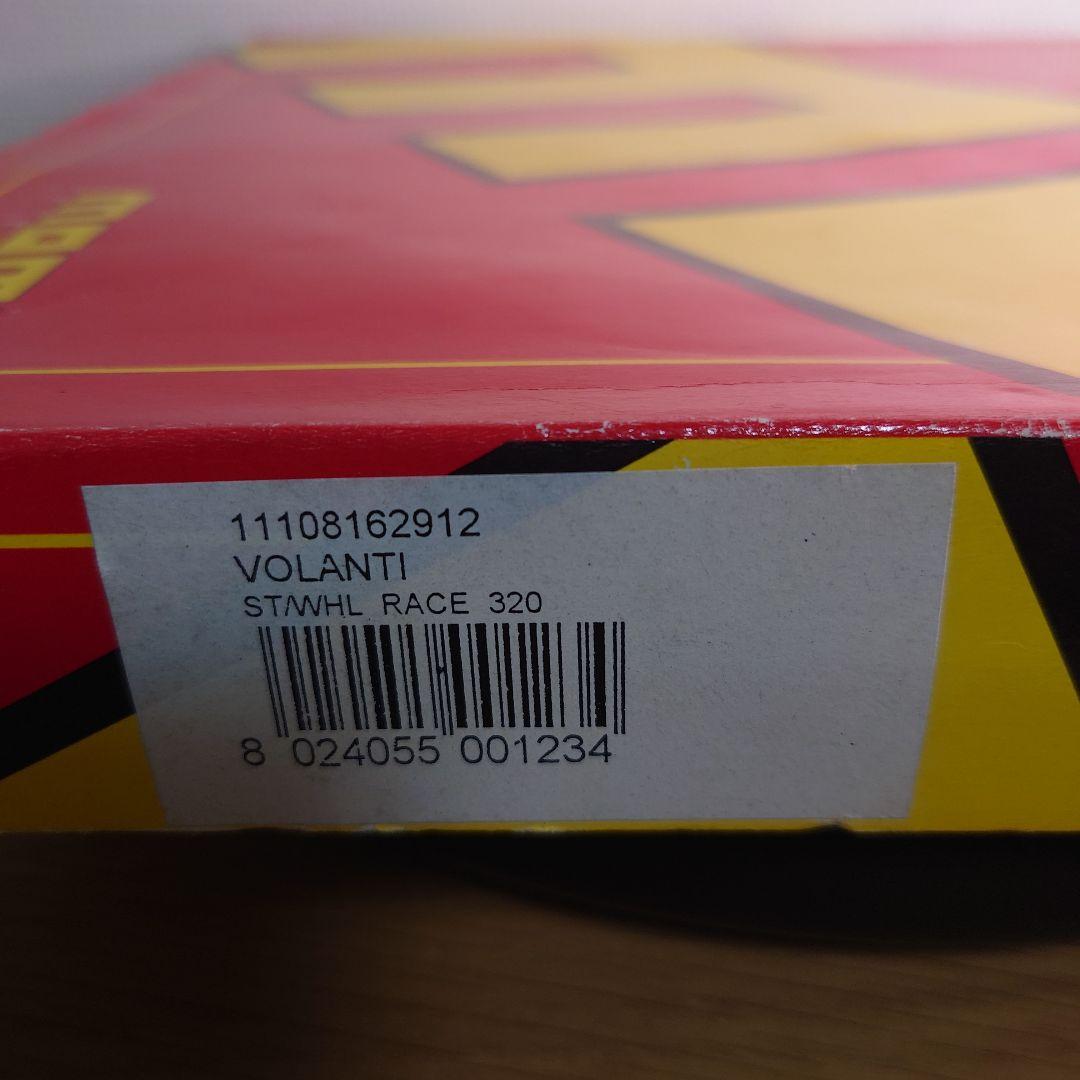 11108162912
VOLANTI
ST/WHL RACE 320
8 024055 001234